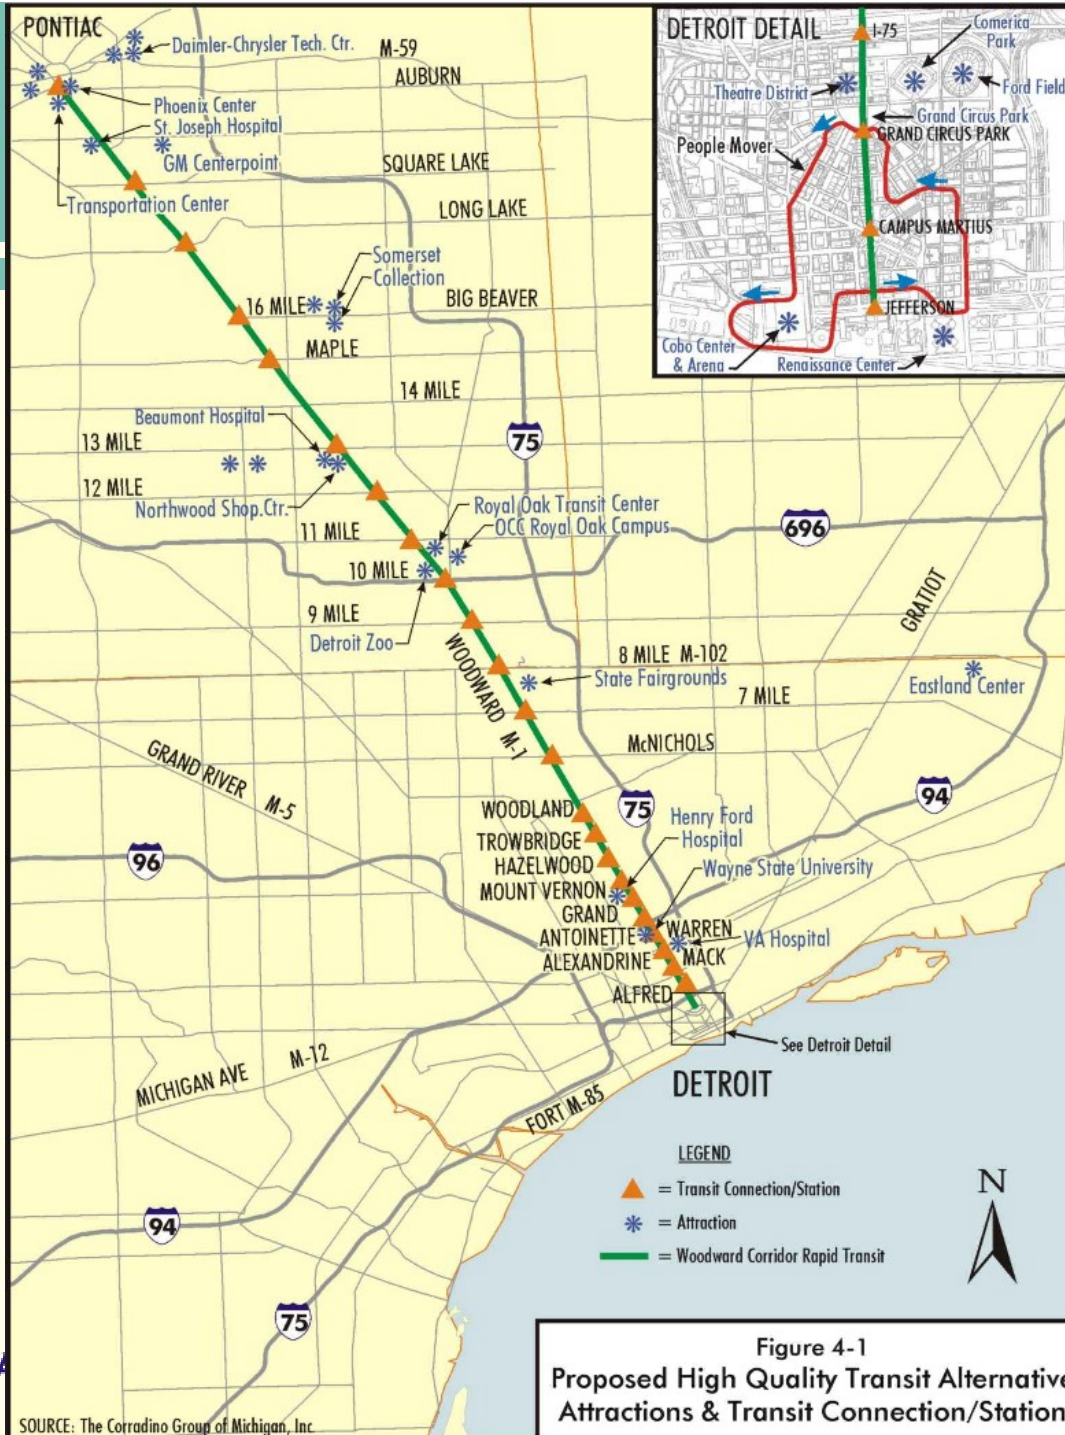 PONTIAC
Daimler-Chrysler Tech. Ctr.
M-59
AUBURN
Phoenix Center
St. Joseph Hospital
GM Centerpoint
SQUARE LAKE
Transportation Center
LONG LAKE
Somerset
Collection
16 MILE
BIG BEAVER
MAPLE
14 MILE
Beaumont Hospital
13 MILE
75
12 MILE
Northwood Shop.Ctr.
Royal Oak Transit Center
OCC Royal Oak Campus
11 MILE
696
10 MILE
9 MILE
Detroit Zoo
WOODWARD M-1
GRATIOT
8 MILE M-102
State Fairgrounds
Eastland Center
7 MILE
McNICHOLS
GRAND RIVER M-5
75
94
WOODLAND
Henry Ford
Hospital
TROWBRIDGE
96
HAZELWOOD
Wayne State University
MOUNT VERNON
GRAND
WARREN
ANTOINETTE
VA Hospital
ALEXANDRINE
MACK
ALFRED
See Detroit Detail
MICHIGAN AVE M-12
DETROIT
FORT M-85
94
75
DETROIT DETAIL
I-75
Comerica
Park
Theatre District
Ford Field
Grand Circus Park
GRAND CIRCUS PARK
People Mover
CAMPUS MARTIUS
JEFFERSON
Cobo Center
& Arena
Renaissance Center
LEGEND
= Transit Connection/Station
= Attraction
= Woodward Corridor Rapid Transit
N
Figure 4-1
Proposed High Quality Transit Alternative
Attractions & Transit Connection/Station
SOURCE: The Corradino Group of Michigan, Inc.